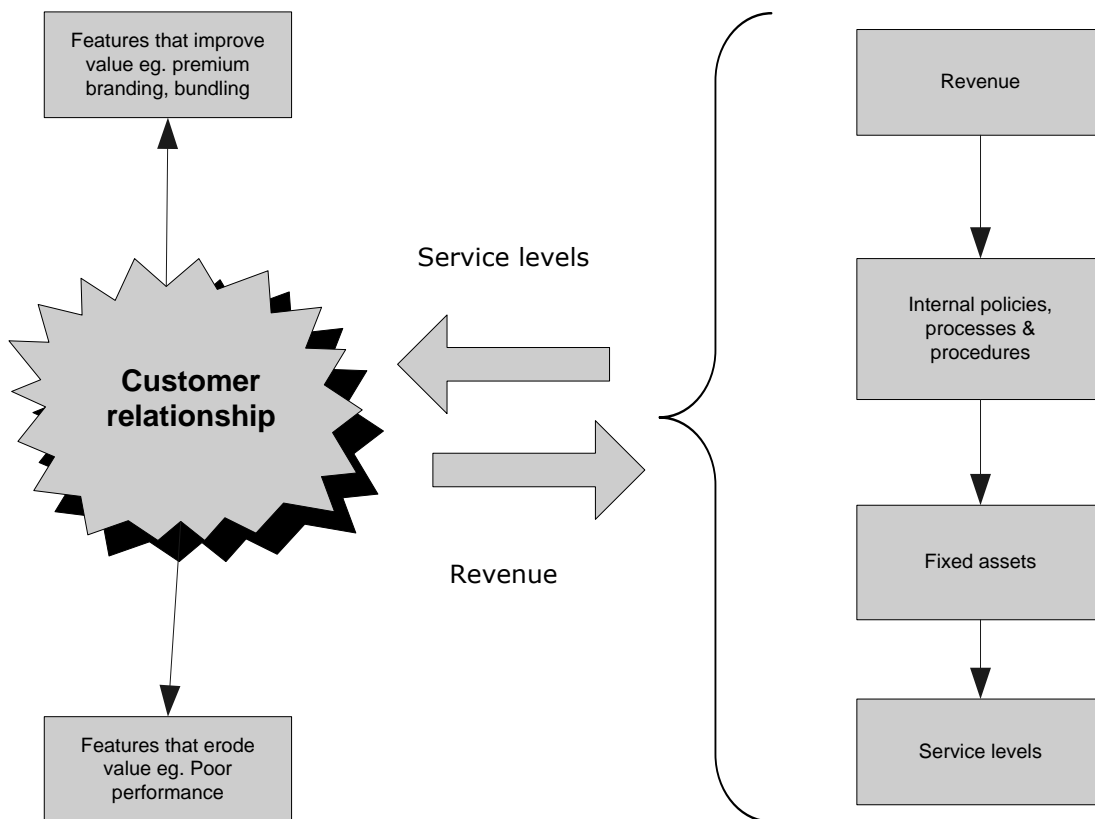 Features that improve
value eg. premium
branding, bundling
Customer
relationship
Features that erode
value eg. Poor
performance
Service levels
Revenue
Revenue
Internal policies,
processes &
procedures
Fixed assets
Service levels